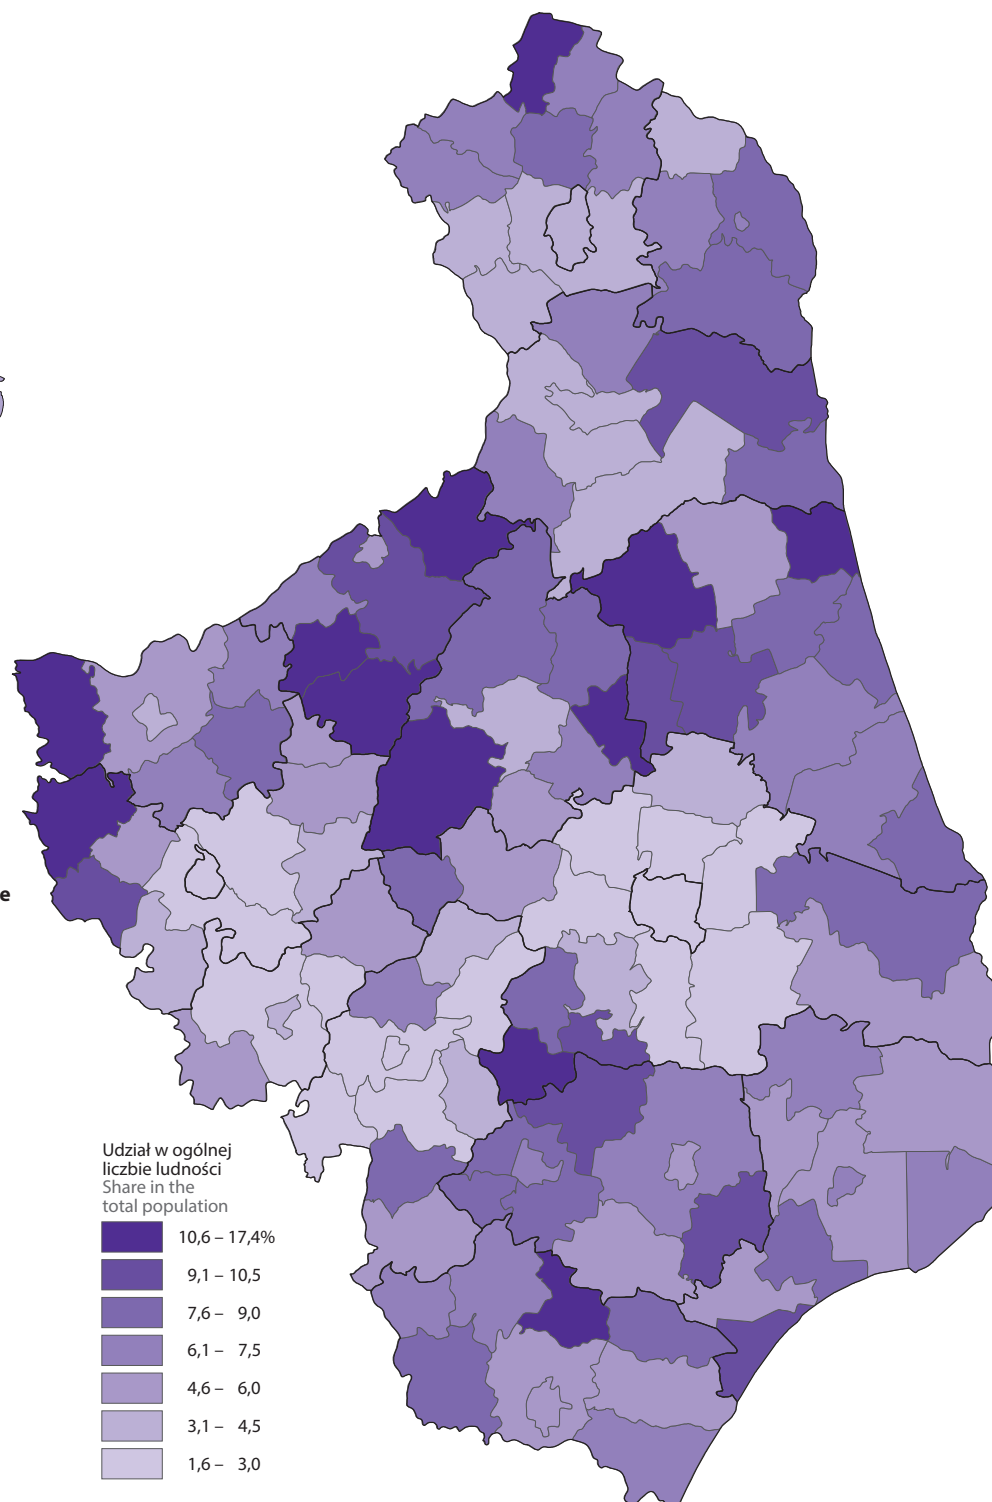 e
Udział w ogólnej
liczbie ludności
Share in the
total population
10,6 – 17,4%
9,1 – 10,5
7,6 – 9,0
6,1 – 7,5
4,6 – 6,0
3,1 – 4,5
1,6 – 3,0